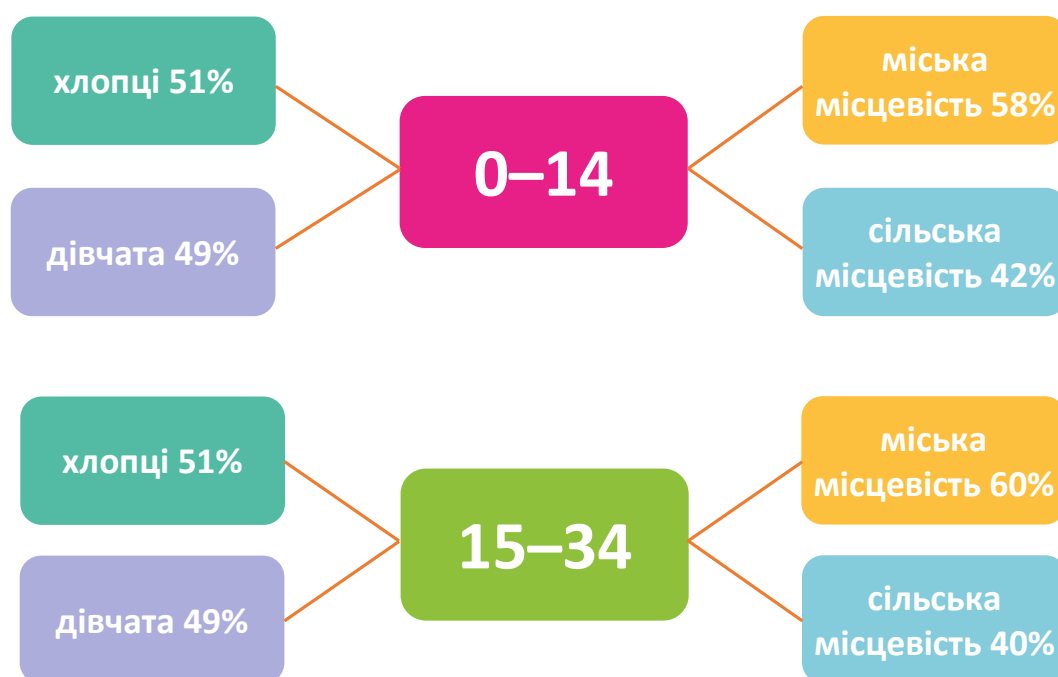 хлопці 51%
дівчата 49%
0–14
міська
місцевість 58%
сільська
місцевість 42%
хлопці 51%
дівчата 49%
15–34
міська
місцевість 60%
сільська
місцевість 40%